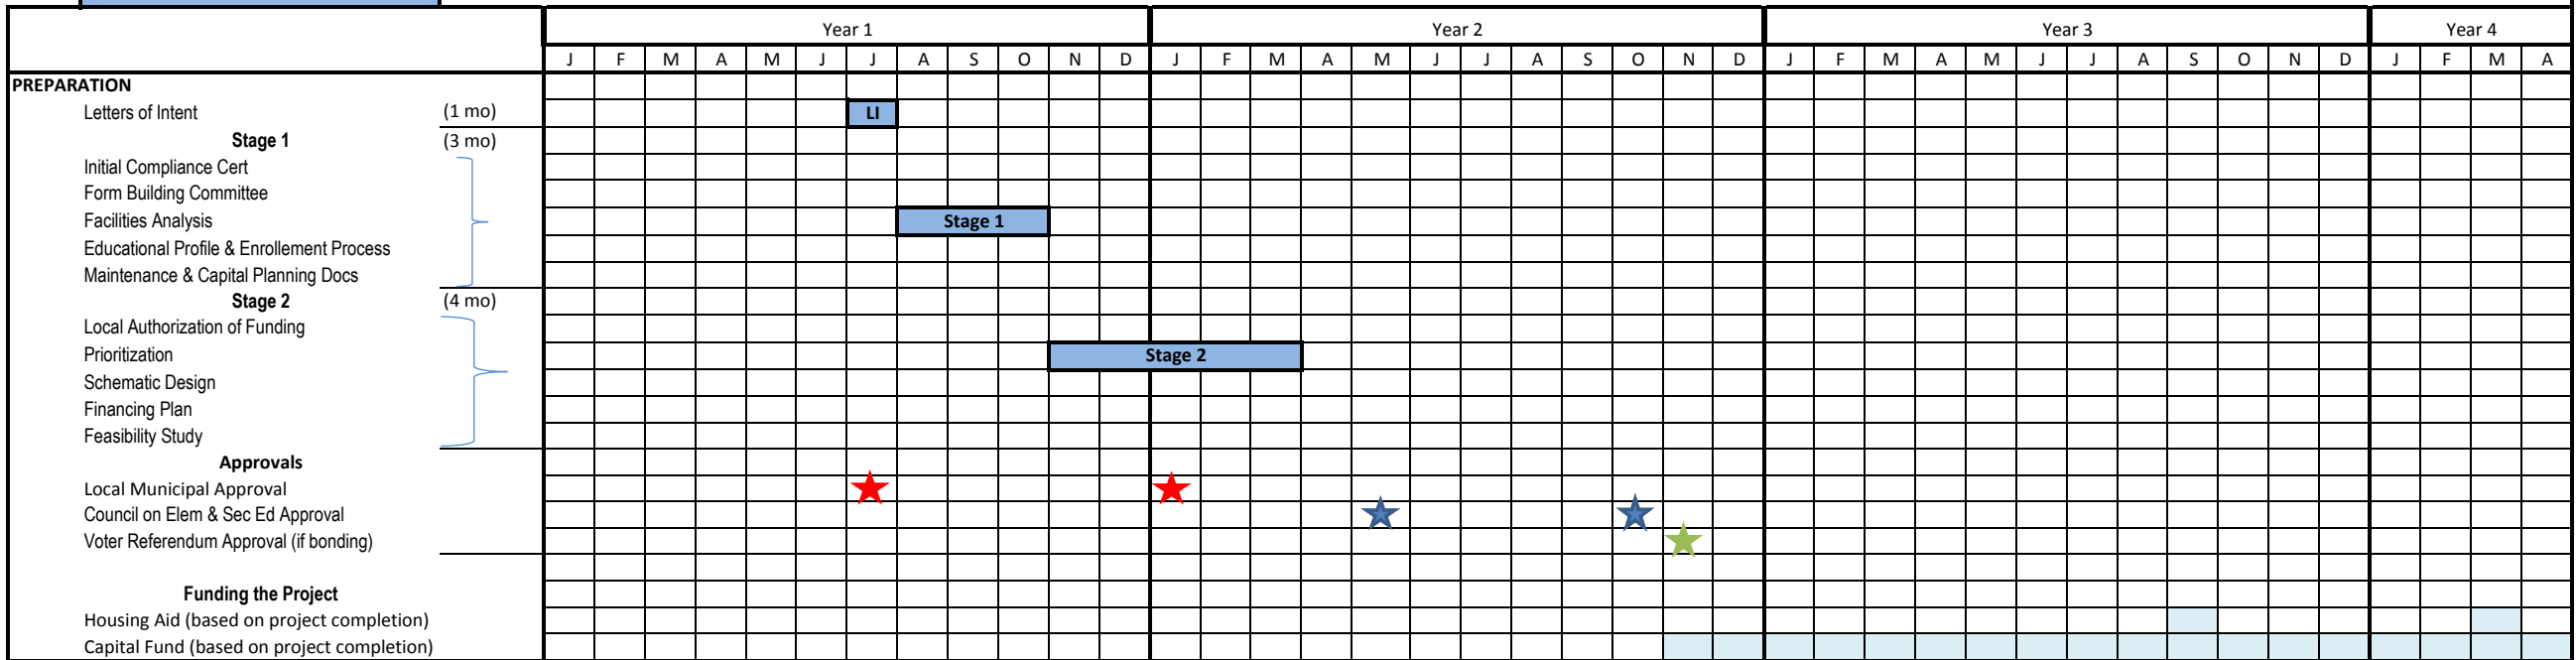 Year 1 Year 2 Year 3 Year 4
J F M A M J J A S O N D J F M A M J J A S O N D J F M A M J J A S O N D J F M A
PREPARATION
Letters of Intent (1 mo) LI
Stage 1 (3 mo)
Initial Compliance Cert
Form Building Committee
Facilities Analysis Stage 1
Educational Profile & Enrollement Process
Maintenance & Capital Planning Docs
Stage 2 (4 mo)
Local Authorization of Funding
Prioritization Stage 2
Schematic Design
Financing Plan
Feasibility Study
Approvals
Local Municipal Approval
Council on Elem & Sec Ed Approval
Voter Referendum Approval (if bonding)
Funding the Project
Housing Aid (based on project completion)
Capital Fund (based on project completion)